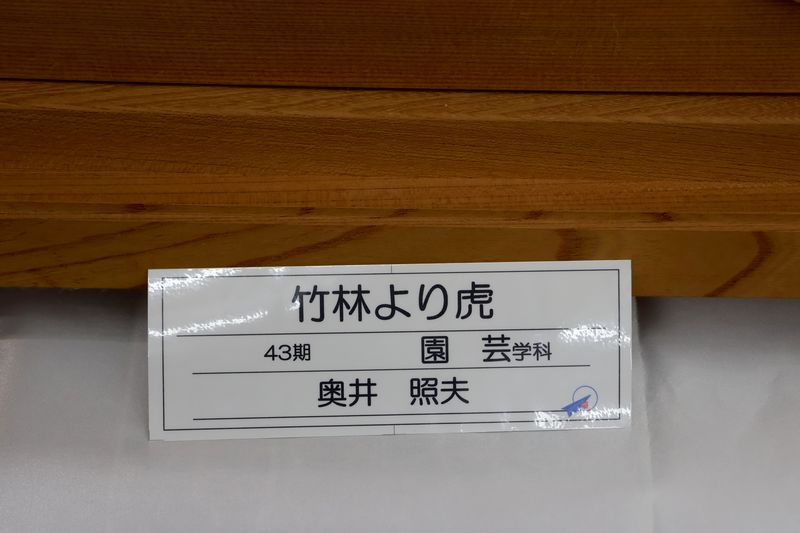 竹林より虎
43期 園 芸学科
奥井 照夫